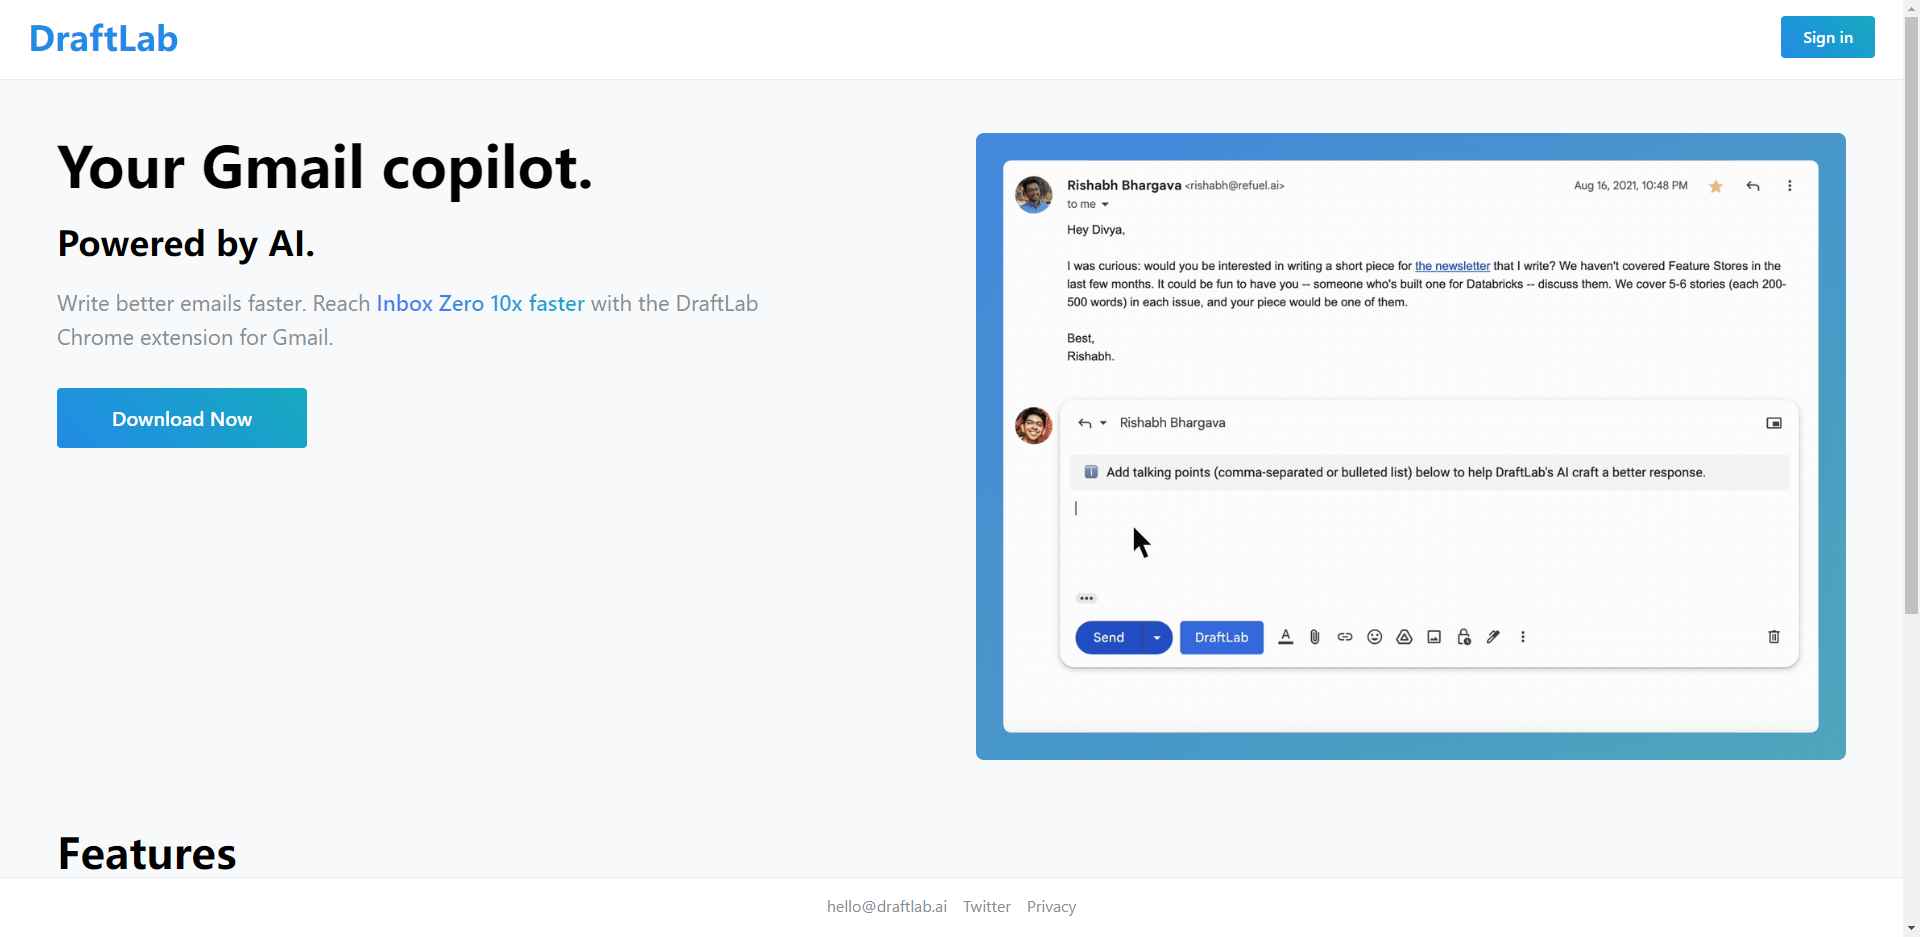 DraftLab
Sign in
Your Gmail copilot.
Powered by AI.
Write better emails faster. Reach Inbox Zero 10x faster with the DraftLab
Chrome extension for Gmail.
Download Now
Rishabh Bhargava <rishabh@refuel.ai>
Aug 16, 2021, 10:48 PM
to me
Hey Divya,
I was curious: would you be interested in writing a short piece for the newsletter that I write? We haven't covered Feature Stores in the
last few months. It could be fun to have you -- someone who's built one for Databricks -- discuss them. We cover 5-6 stories (each 200-
500 words) in each issue, and your piece would be one of them.
Best,
Rishabh.
Rishabh Bhargava
Add talking points (comma-separated or bulleted list) below to help DraftLab's AI craft a better response.
Send
DraftLab
Features
hello@draftlab.ai Twitter Privacy